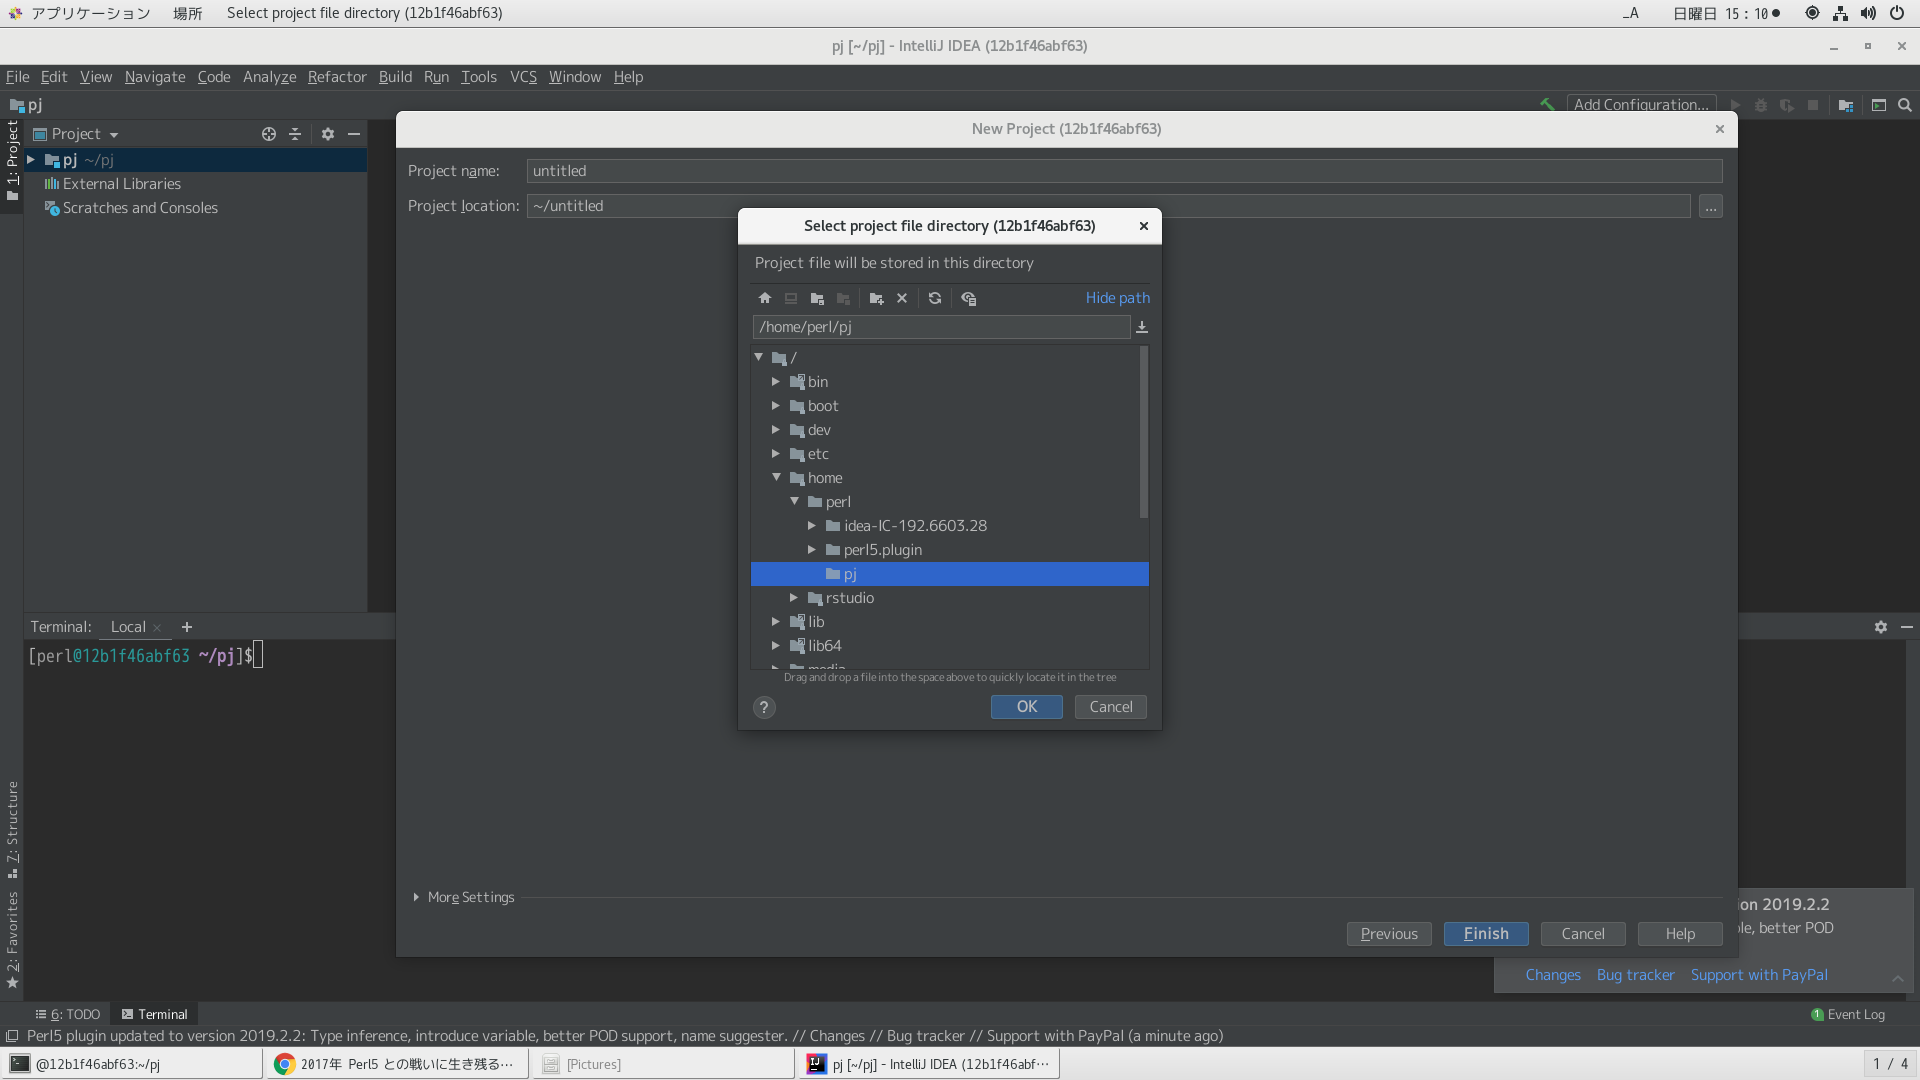 アプリケーション 場所 Select project file directory (12b1f46abf63) _A 日曜日 15：10●
pj [~/pj] - IntelliJ IDEA (12b1f46abf63)
File Edit View Navigate Code Analyze Refactor Build Run Tools VCS Window Help
pj Add Configuration...
1: Project
Project
pj ~/pj
External Libraries
Scratches and Consoles
New Project (12b1f46abf63)
Project name: untitled
Project location: ~/untitled ...
Select project file directory (12b1f46abf63)
Project file will be stored in this directory
Hide path
/home/perl/pj
/
bin
boot
dev
etc
home
perl
idea-IC-192.6603.28
perl5.plugin
pj
rstudio
lib
lib64
media
Drag and drop a file into the space above to quickly locate it in the tree
? OK Cancel
Terminal: Local +
[perl@12b1f46abf63 ~/pj]$
7: Structure
2: Favorites
More Settings
Previous Finish Cancel Help
on 2019.2.2
le, better POD
Changes Bug tracker Support with PayPal
6: TODO Terminal 1 Event Log
Perl5 plugin updated to version 2019.2.2: Type inference, introduce variable, better POD support, name suggester. // Changes // Bug tracker // Support with PayPal (a minute ago)
@12b1f46abf63:~/pj 2017年 Perl5 との戦いに生き残る… [Pictures] pj [~/pj] - IntelliJ IDEA (12b1f46abf… 1 / 4